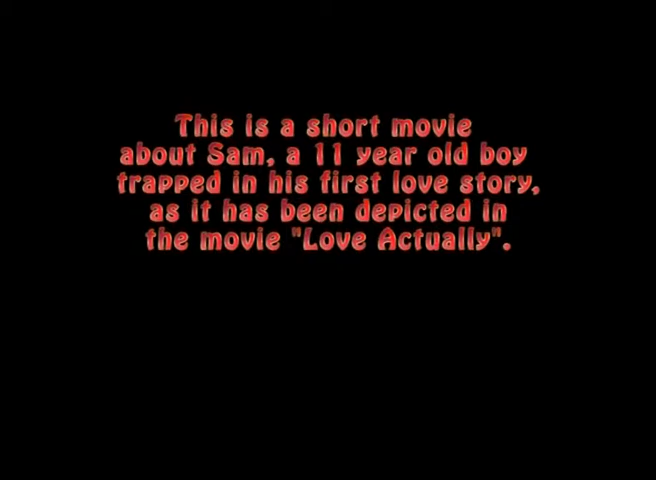 This is a short movie
about Sam, a 11 year old boy
trapped in his first love story,
as it has been depicted in
the movie "Love Actually".